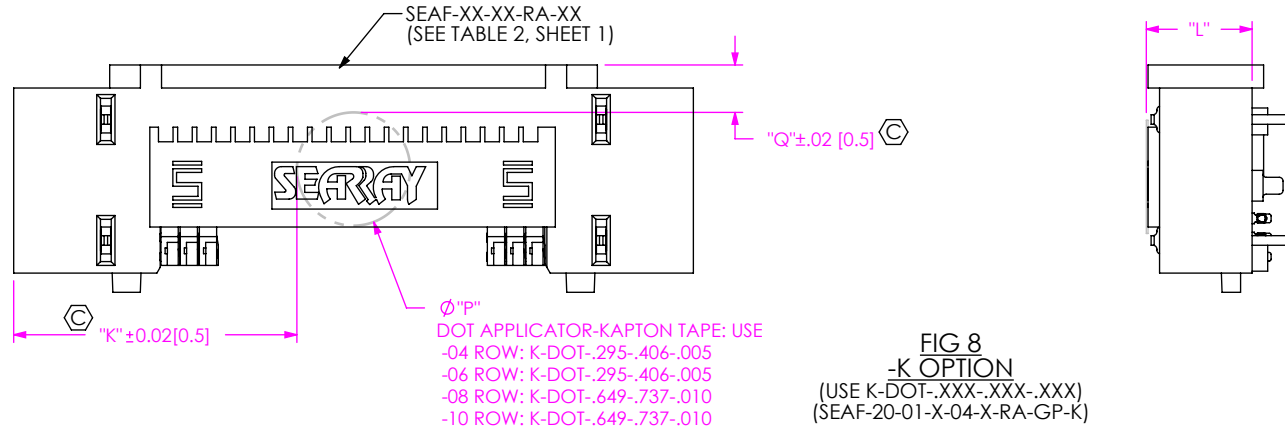 SEAF-XX-XX-RA-XX
(SEE TABLE 2, SHEET 1)
"L"
"Q"±.02 [0.5] C
SEARRAY
C "K" ±0.02[0.5]
Ø"P"
DOT APPLICATOR-KAPTON TAPE: USE
-04 ROW: K-DOT-.295-.406-.005
-06 ROW: K-DOT-.295-.406-.005
-08 ROW: K-DOT-.649-.737-.010
-10 ROW: K-DOT-.649-.737-.010
FIG 8
-K OPTION
(USE K-DOT-.XXX-.XXX-.XXX)
(SEAF-20-01-X-04-X-RA-GP-K)